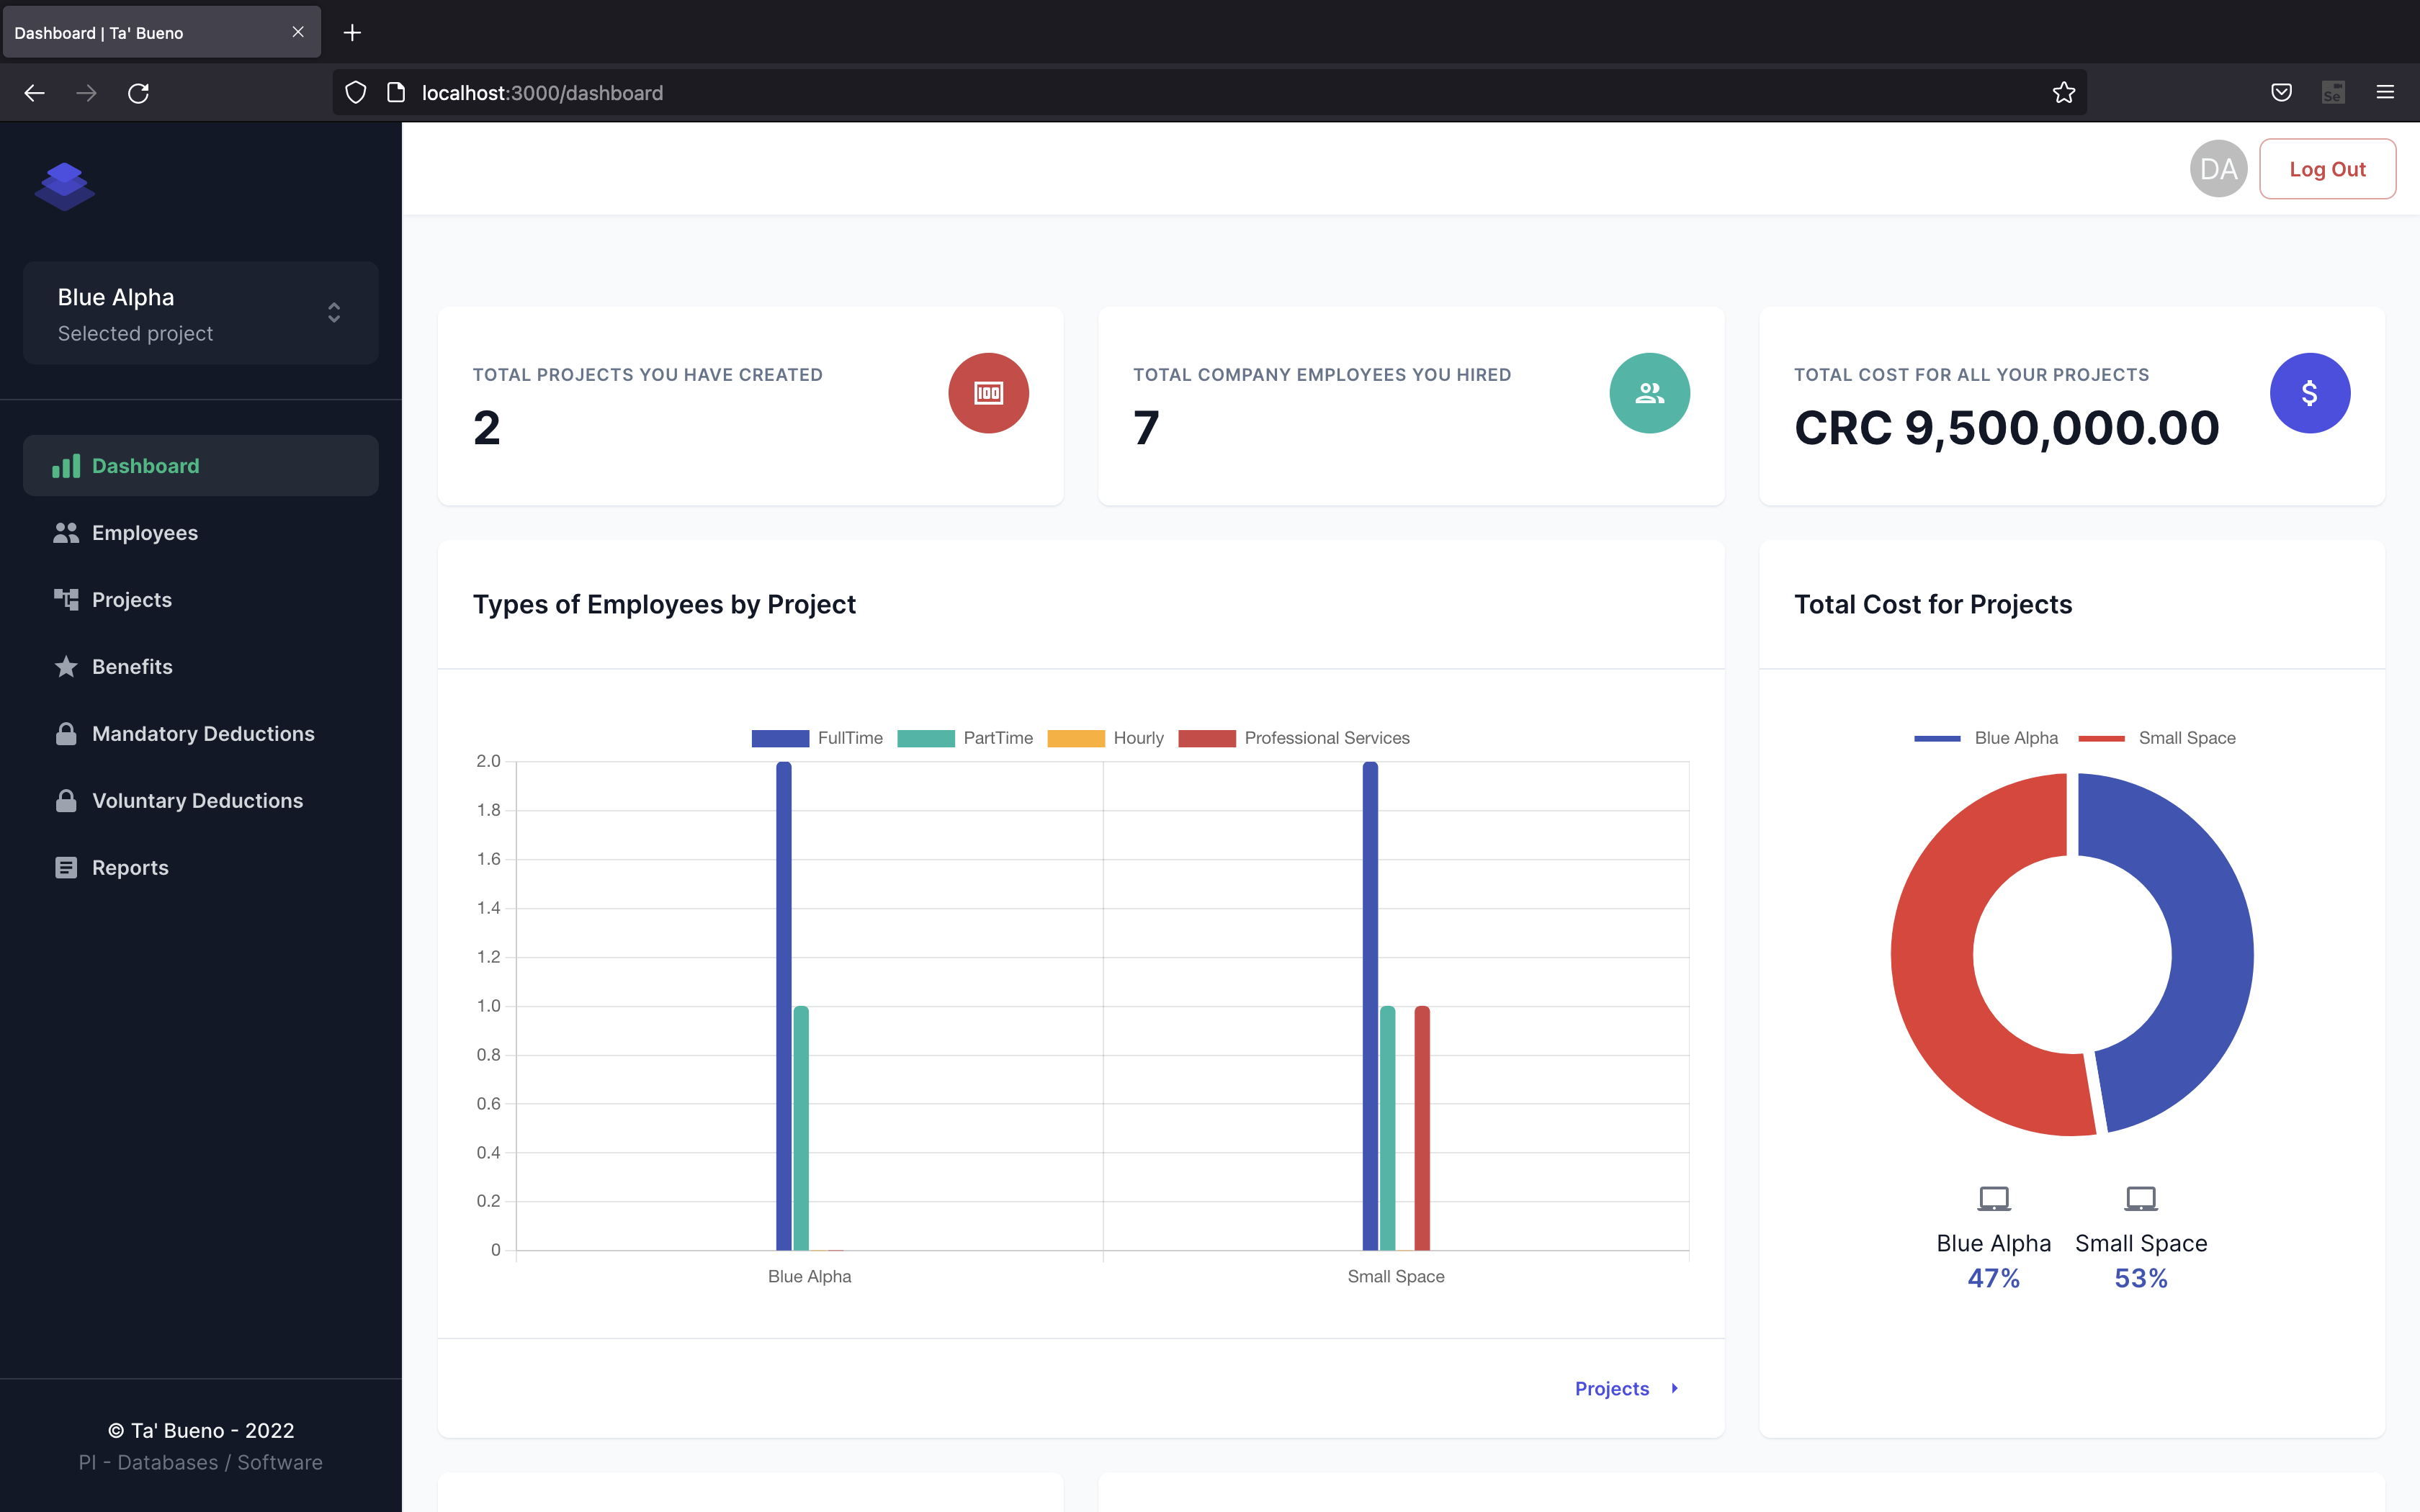 Dashboard | Ta' Bueno
localhost:3000/dashboard
Se
DA
Log Out
Blue Alpha
Selected project
Dashboard
Employees
Projects
Benefits
Mandatory Deductions
Voluntary Deductions
Reports
© Ta' Bueno - 2022
PI - Databases / Software
TOTAL PROJECTS YOU HAVE CREATED
2
100
TOTAL COMPANY EMPLOYEES YOU HIRED
7
TOTAL COST FOR ALL YOUR PROJECTS
CRC 9,500,000.00
$
Types of Employees by Project
FullTime PartTime Hourly Professional Services
2.0
1.8
1.6
1.4
1.2
1.0
0.8
0.6
0.4
0.2
0
Blue Alpha Small Space
Projects
Total Cost for Projects
Blue Alpha Small Space
Blue Alpha Small Space
47% 53%